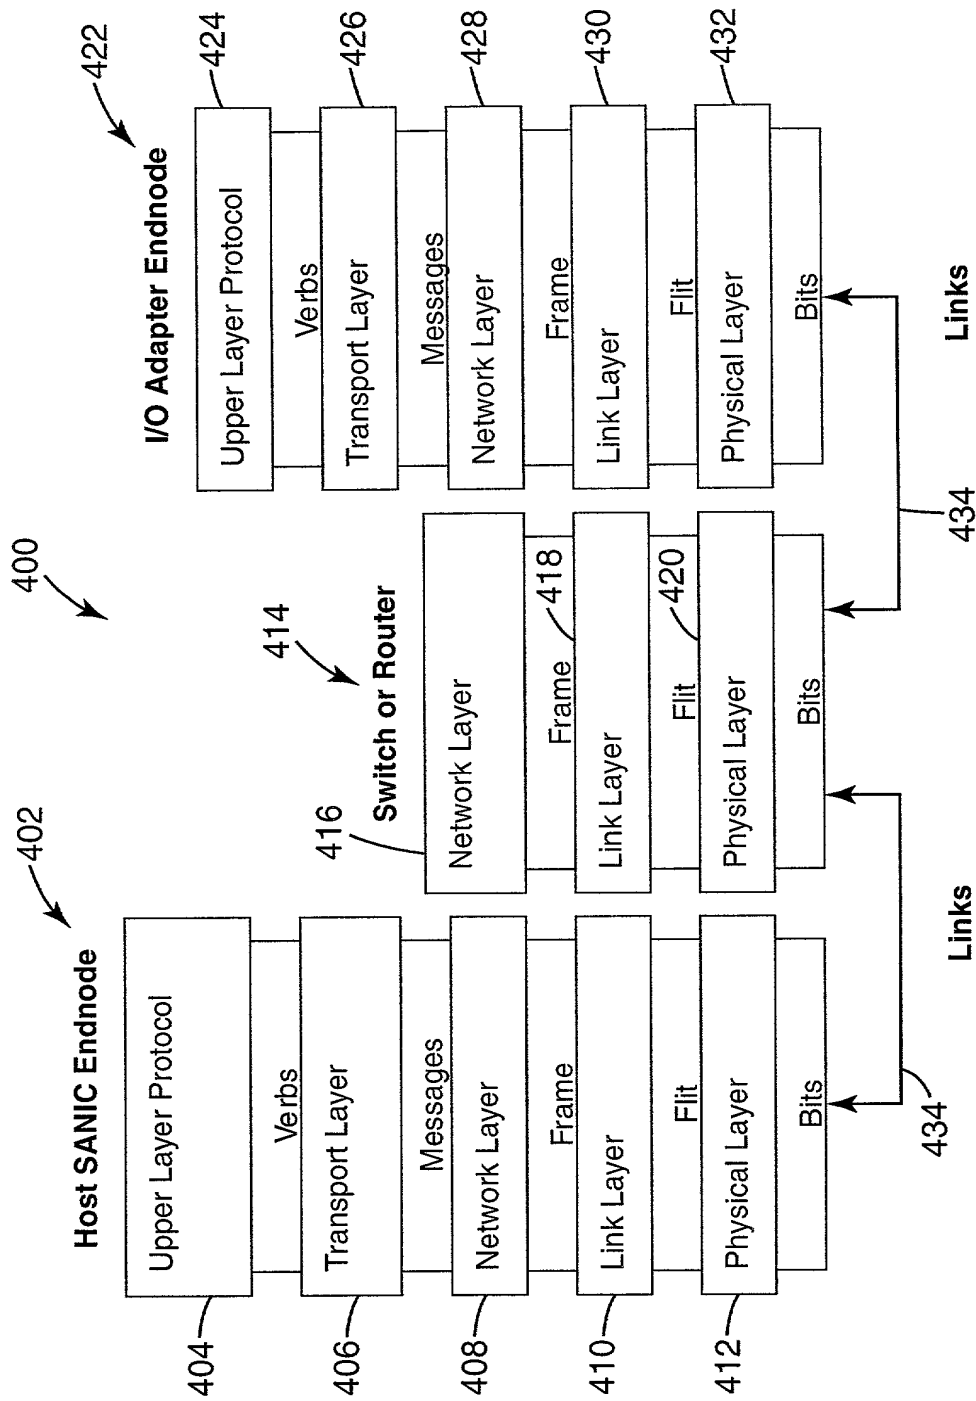 400
402
Host SANIC Endnode
404
Upper Layer Protocol
Verbs
406
Transport Layer
Messages
408
Network Layer
Frame
410
Link Layer
Flit
412
Physical Layer
Bits
414
Switch or Router
416
Network Layer
Frame
418
Link Layer
Flit
420
Physical Layer
Bits
422
I/O Adapter Endnode
424
Upper Layer Protocol
Verbs
426
Transport Layer
Messages
428
Network Layer
Frame
430
Link Layer
Flit
432
Physical Layer
Bits
434
Links
434
Links